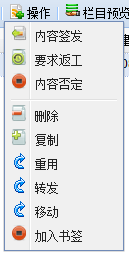 操作 栏目预览
内容签发
要求返工
内容否定
删除
复制
重用
转发
移动
加入书签